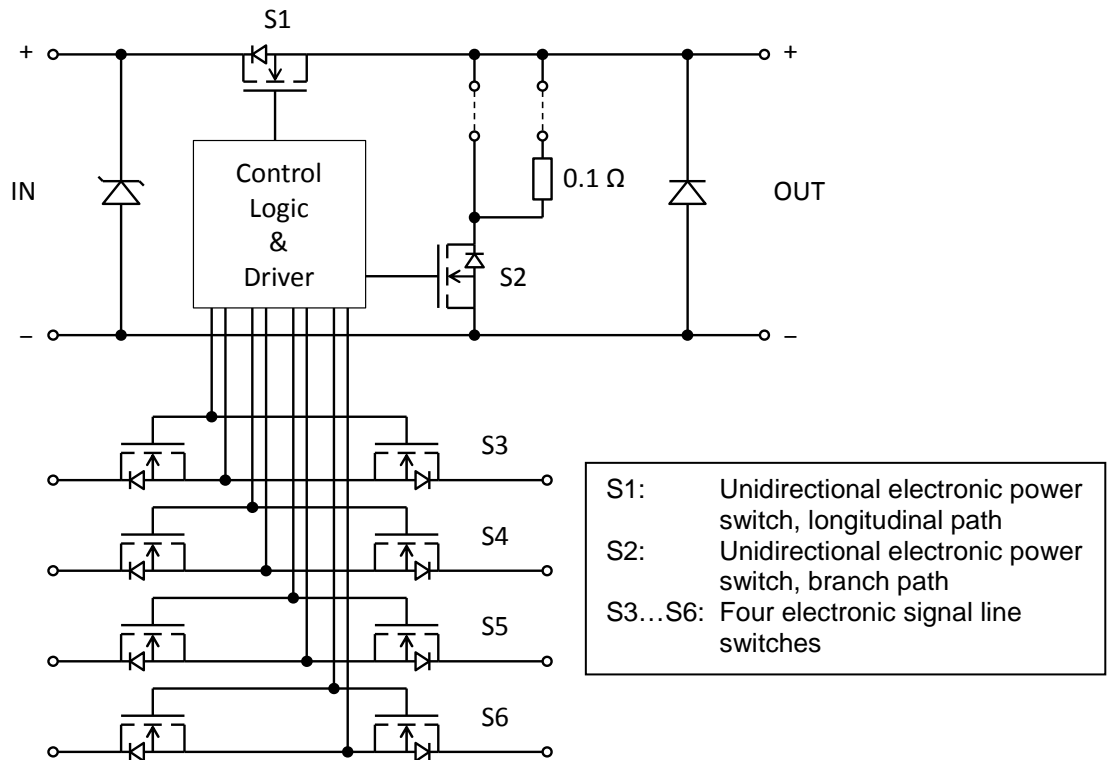 S1
+
+
IN
Control
Logic
&
Driver
0.1 Ω
OUT
S2
−
−
S3
S4
S5
S6
S1: Unidirectional electronic power
switch, longitudinal path
S2: Unidirectional electronic power
switch, branch path
S3…S6: Four electronic signal line
switches